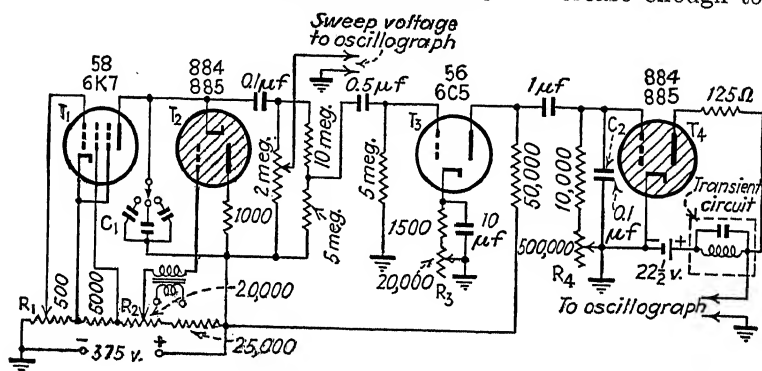 enough to
Sweep voltage
to oscillograph
58
6K7
884
885
0.1μf
0.5μf
56
6C5
1μf
884
885
125Ω
T1
T2
T3
C2
T4
2 meg.
10 meg.
5 meg.
5 meg.
50,000
10,000
0.1
μf
Transient
circuit
C1
1000
1500
10
μf
500,000
R4
22½ v.
20,000
R3
R1
500
5000
R2
20,000
25,000
To oscillograph
- 375 v. +